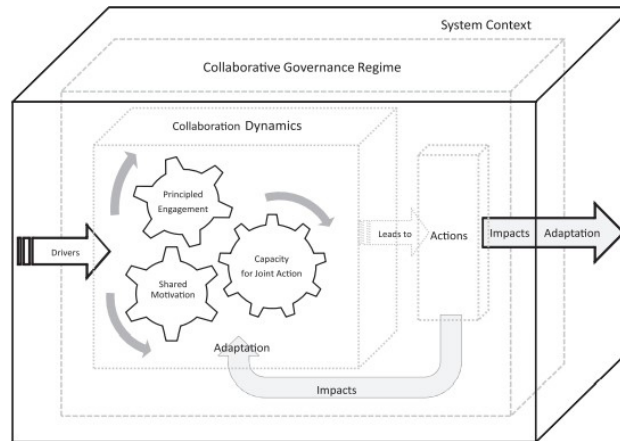 System Context
Collaborative Governance Regime
Collaboration Dynamics
Principled
Engagement
Drivers
Shared
Motivation
Capacity
for Joint Action
Leads to
Actions
Impacts
Adaptation
Adaptation
Impacts